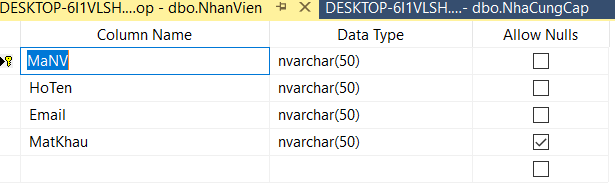 DESKTOP-6I1VLSH....op - dbo.NhanVien DESKTOP-6I1VLSH....- dbo.NhaCungCap
Column Name Data Type Allow Nulls
MaNV nvarchar(50)
HoTen nvarchar(50)
Email nvarchar(50)
MatKhau nvarchar(50)